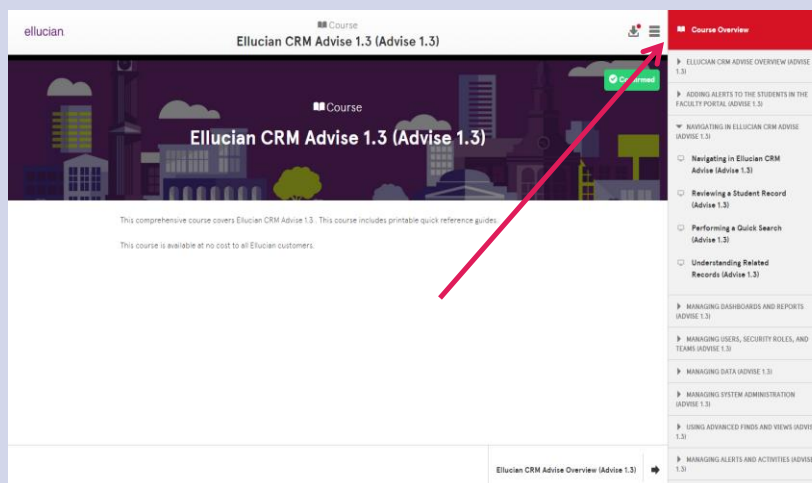 ellucian.
Course
Ellucian CRM Advise 1.3 (Advise 1.3)
Confirmed
Course
Ellucian CRM Advise 1.3 (Advise 1.3)
This comprehensive course covers Ellucian CRM Advise 1.3 . This course includes printable quick reference guides.
This course is available at no cost to all Ellucian customers.
Ellucian CRM Advise Overview (Advise 1.3)
Course Overview
ELLUCIAN CRM ADVISE OVERVIEW (ADVISE
1.3)
ADDING ALERTS TO THE STUDENTS IN THE
FACULTY PORTAL (ADVISE 1.3)
NAVIGATING IN ELLUCIAN CRM ADVISE
(ADVISE 1.3)
Navigating in Ellucian CRM
Advise (Advise 1.3)
Reviewing a Student Record
(Advise 1.3)
Performing a Quick Search
(Advise 1.3)
Understanding Related
Records (Advise 1.3)
MANAGING DASHBOARDS AND REPORTS
(ADVISE 1.3)
MANAGING USERS, SECURITY ROLES, AND
TEAMS (ADVISE 1.3)
MANAGING DATA (ADVISE 1.3)
MANAGING SYSTEM ADMINISTRATION
(ADVISE 1.3)
USING ADVANCED FINDS AND VIEWS (ADVISE
1.3)
MANAGING ALERTS AND ACTIVITIES (ADVISE
1.3)